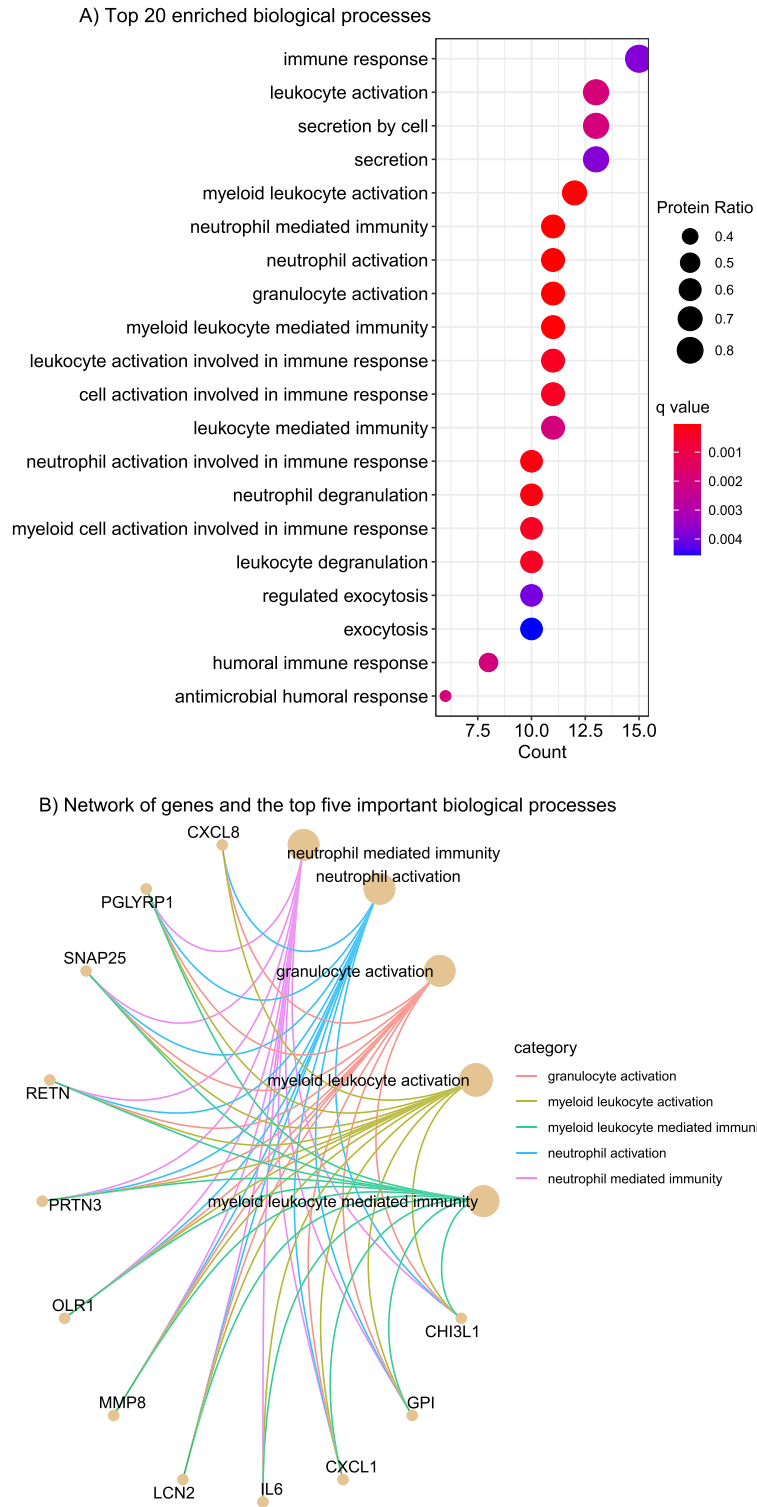 A) Top 20 enriched biological processes
immune response
leukocyte activation
secretion by cell
secretion
myeloid leukocyte activation
neutrophil mediated immunity
neutrophil activation
granulocyte activation
myeloid leukocyte mediated immunity
leukocyte activation involved in immune response
cell activation involved in immune response
leukocyte mediated immunity
neutrophil activation involved in immune response
neutrophil degranulation
myeloid cell activation involved in immune response
leukocyte degranulation
regulated exocytosis
exocytosis
humoral immune response
antimicrobial humoral response
7.5 10.0 12.5 15.0
Count
Protein Ratio
0.4
0.5
0.6
0.7
0.8
q value
0.001
0.002
0.003
0.004
B) Network of genes and the top five important biological processes
CXCL8
neutrophil mediated immunity
neutrophil activation
PGLYRP1
SNAP25
granulocyte activation
RETN
myeloid leukocyte activation
PRTN3
myeloid leukocyte mediated immunity
OLR1
CHI3L1
MMP8
GPI
LCN2
IL6
CXCL1
category
granulocyte activation
myeloid leukocyte activation
myeloid leukocyte mediated immuni
neutrophil activation
neutrophil mediated immunity